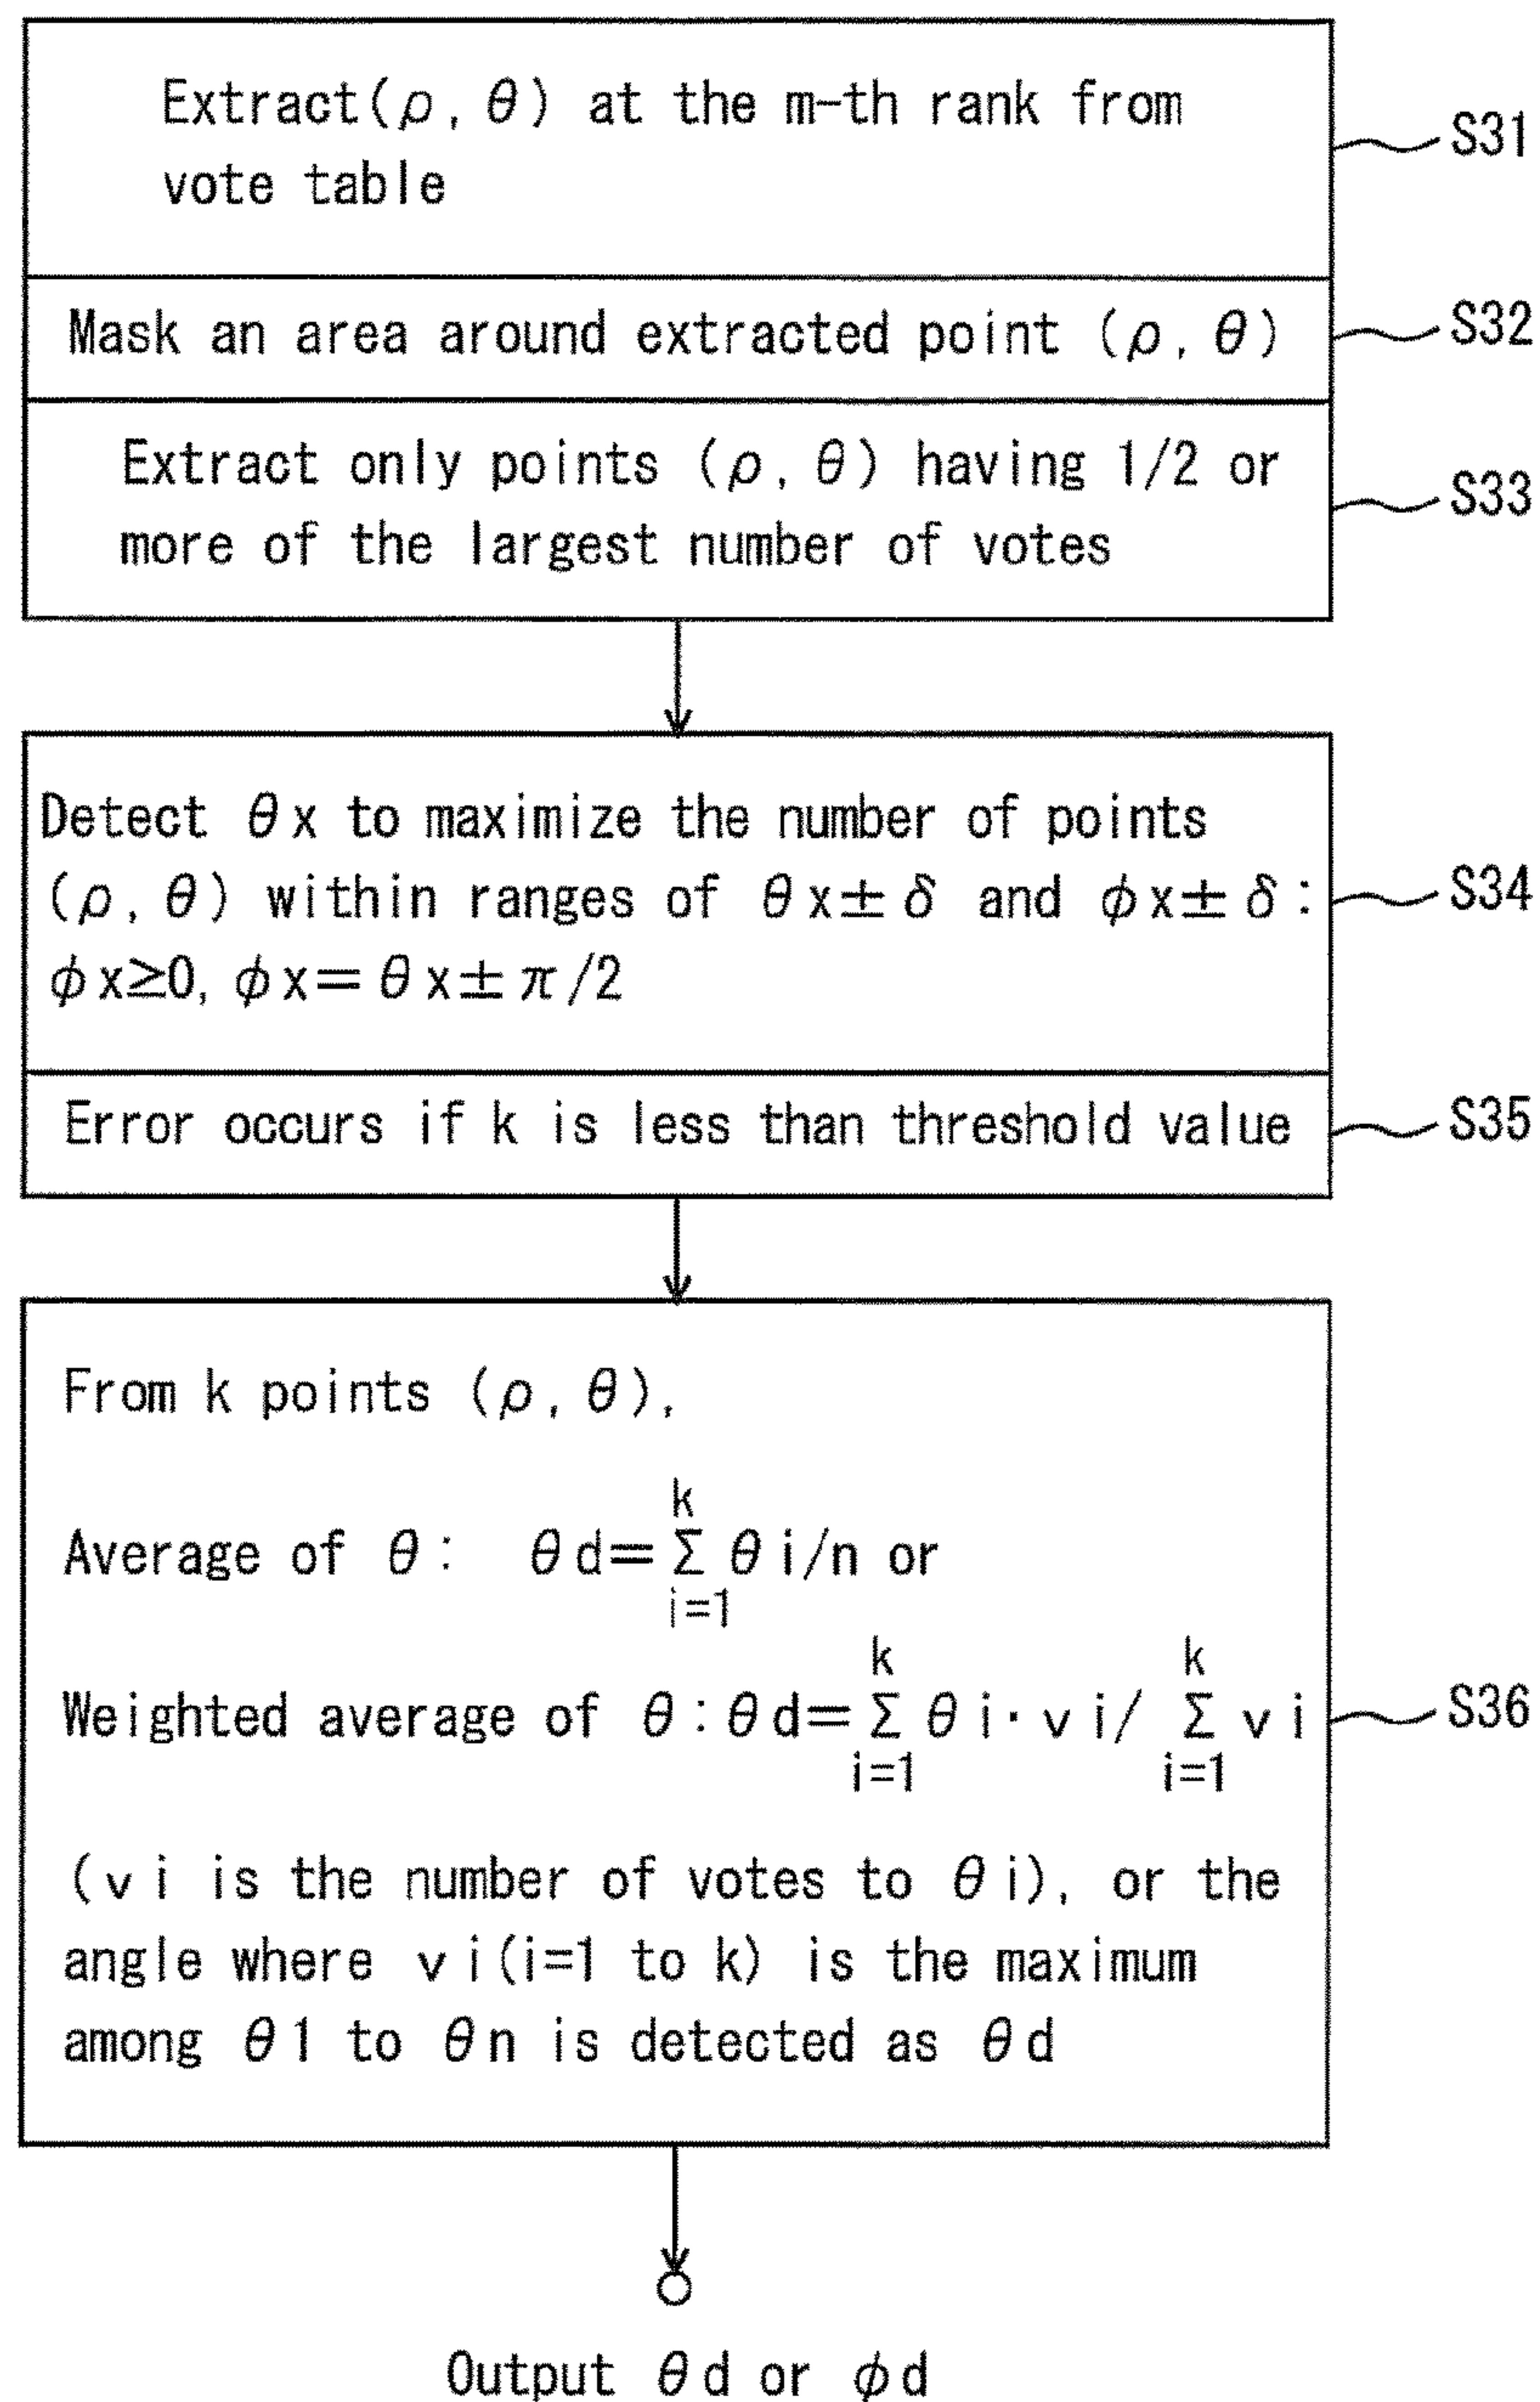 Extract(ρ, θ) at the m-th rank from
vote table
S31
Mask an area around extracted point (ρ, θ)
S32
Extract only points (ρ, θ) having 1/2 or
more of the largest number of votes
S33
Detect θx to maximize the number of points
(ρ, θ) within ranges of θx±δ and φx±δ:
φx≥0, φx=θx±π/2
S34
Error occurs if k is less than threshold value
S35
From k points (ρ, θ),
k
Average of θ: θd=Σθi/n or
i=1
k k
Weighted average of θ:θd=Σθi·vi/Σvi
i=1 i=1
S36
(vi is the number of votes to θi), or the
angle where vi(i=1 to k) is the maximum
among θ1 to θn is detected as θd
Output θd or φd